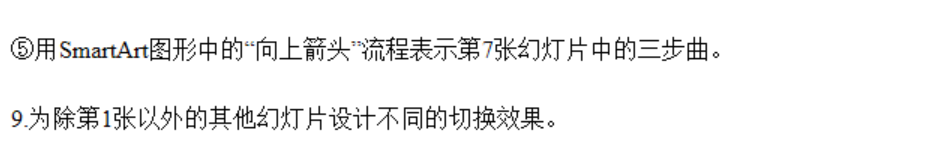 ⑤用SmartArt图形中的“向上箭头”流程表示第7张幻灯片中的三步曲。
9.为除第1张以外的其他幻灯片设计不同的切换效果。